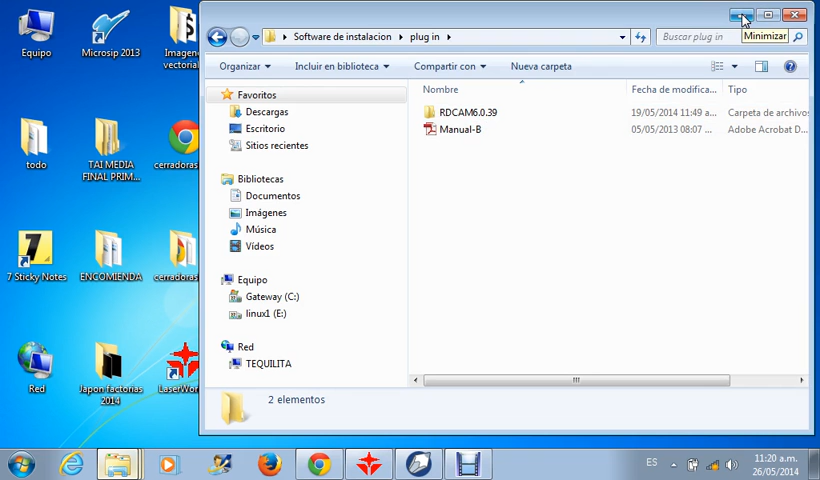 Equipo
Microsip 2013
Imagen
vectorial
todo
TAI MEDIA
FINAL PRIM...
cerradoras
7
7 Sticky Notes
ENCOMIENDA
cerradoras
Red
Japon factorias
2014
LaserWor
Software de instalacion
plug in
Buscar plug in
Minimizar
Organizar
Incluir en biblioteca
Compartir con
Nueva carpeta
Nombre
Fecha de modifica...
Tipo
RDCAM6.0.39
19/05/2014 11:49 a...
Carpeta de archivos
Manual-B
05/05/2013 08:07 ...
Adobe Acrobat D...
Favoritos
Descargas
Escritorio
Sitios recientes
Bibliotecas
Documentos
Imágenes
Música
Vídeos
Equipo
Gateway (C:)
linux1 (E:)
Red
TEQUILITA
2 elementos
ES
11:20 a.m.
26/05/2014